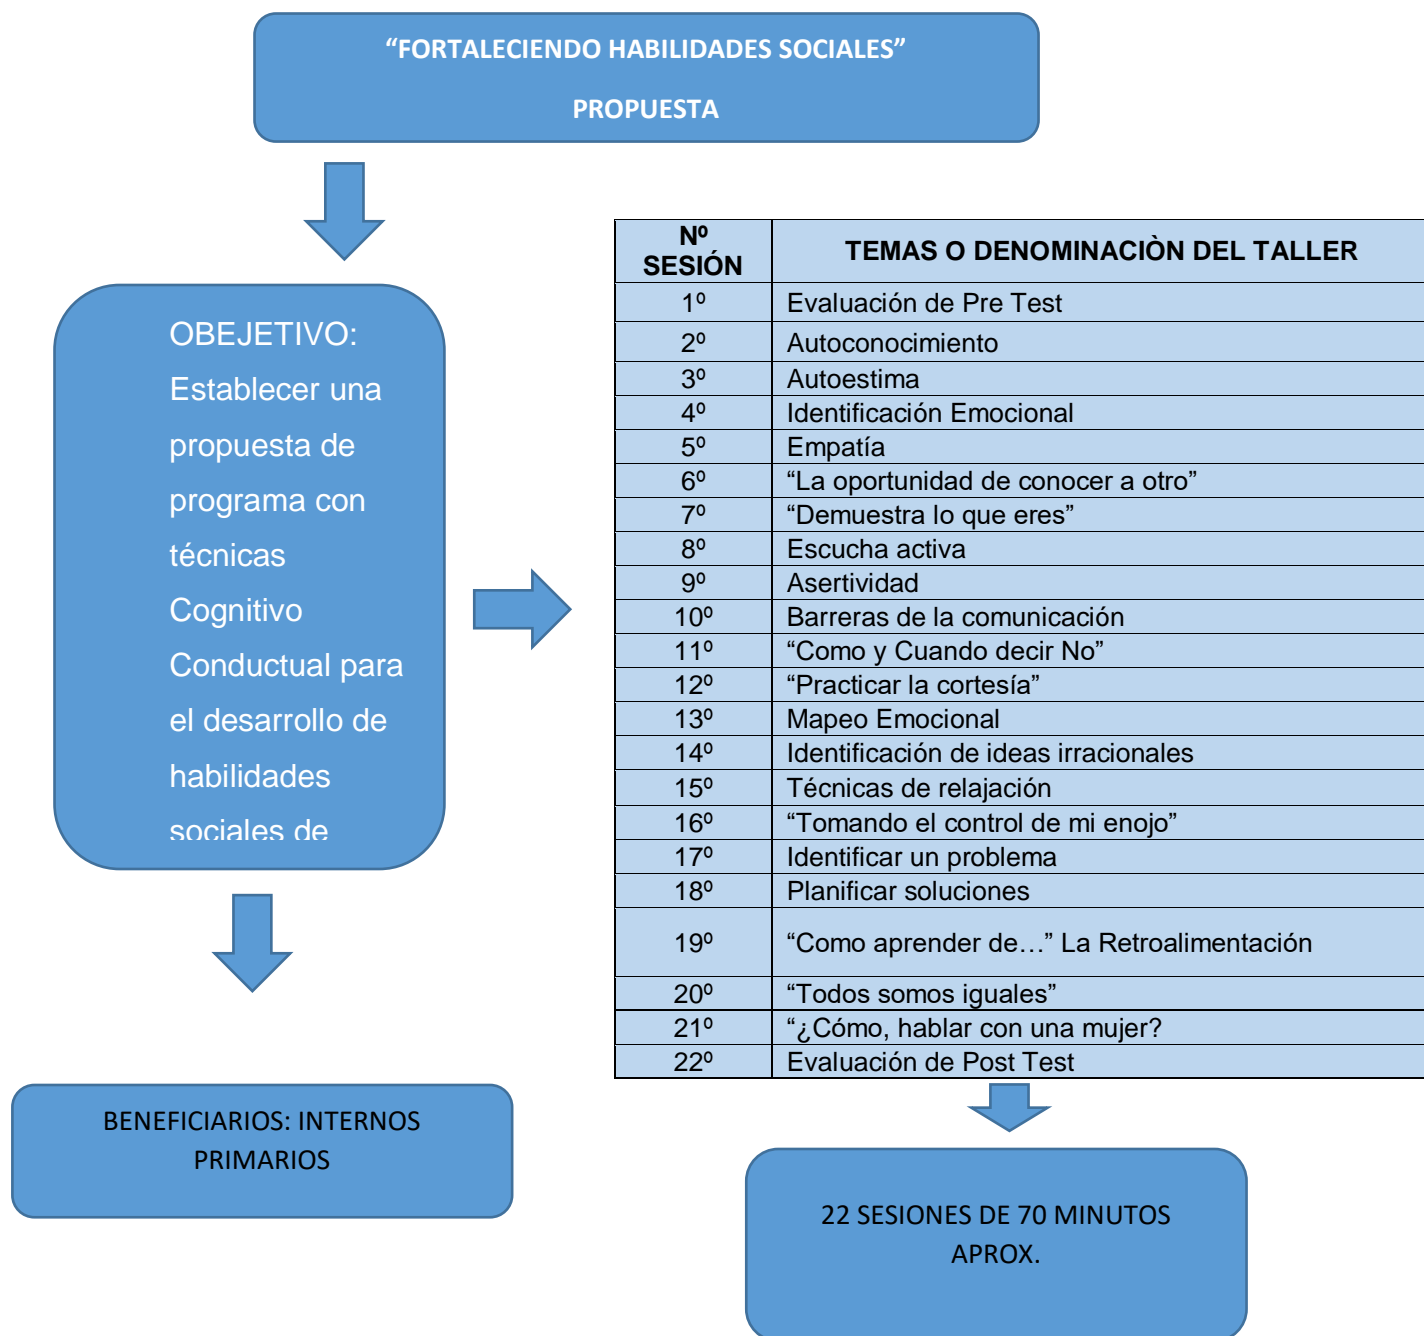 “FORTALECIENDO HABILIDADES SOCIALES”
PROPUESTA
OBEJETIVO:
Establecer una
propuesta de
programa con
técnicas
Cognitivo
Conductual para
el desarrollo de
habilidades
sociales de
Nº SESIÓN TEMAS O DENOMINACIÒN DEL TALLER
1º Evaluación de Pre Test
2º Autoconocimiento
3º Autoestima
4º Identificación Emocional
5º Empatía
6º “La oportunidad de conocer a otro”
7º “Demuestra lo que eres”
8º Escucha activa
9º Asertividad
10º Barreras de la comunicación
11º “Como y Cuando decir No”
12º “Practicar la cortesía”
13º Mapeo Emocional
14º Identificación de ideas irracionales
15º Técnicas de relajación
16º “Tomando el control de mi enojo”
17º Identificar un problema
18º Planificar soluciones
19º “Como aprender de…” La Retroalimentación
20º “Todos somos iguales”
21º “¿Cómo, hablar con una mujer?
22º Evaluación de Post Test
BENEFICIARIOS: INTERNOS
PRIMARIOS
22 SESIONES DE 70 MINUTOS
APROX.